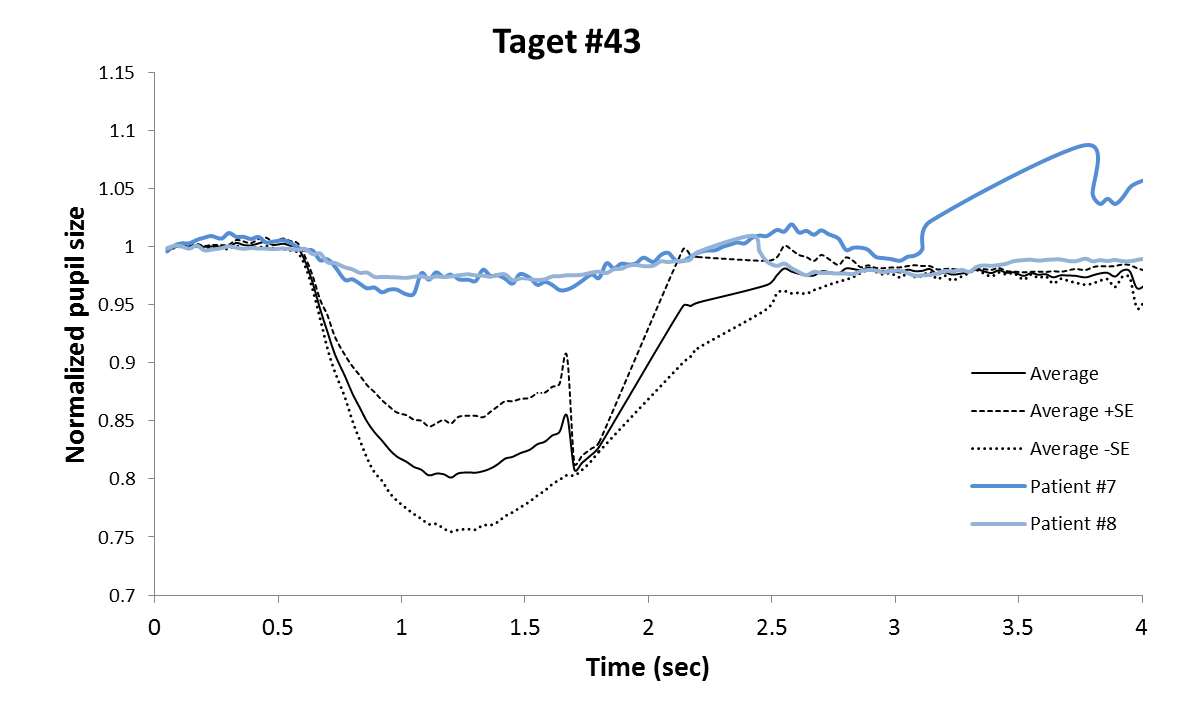 Taget #43
1.15
1.1
1.05
1
0.95
0.9
0.85
0.8
0.75
0.7
Normalized pupil size
0
0.5
1
1.5
2
2.5
3
3.5
4
Time (sec)
Average
Average +SE
Average -SE
Patient #7
Patient #8